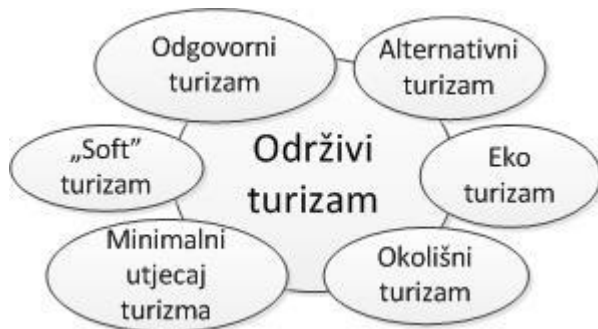 Odgovorni
turizam
Alternativni
turizam
„Soft”
turizam
Održivi
turizam
Eko
turizam
Minimalni
utjecaj
turizma
Okolišni
turizam